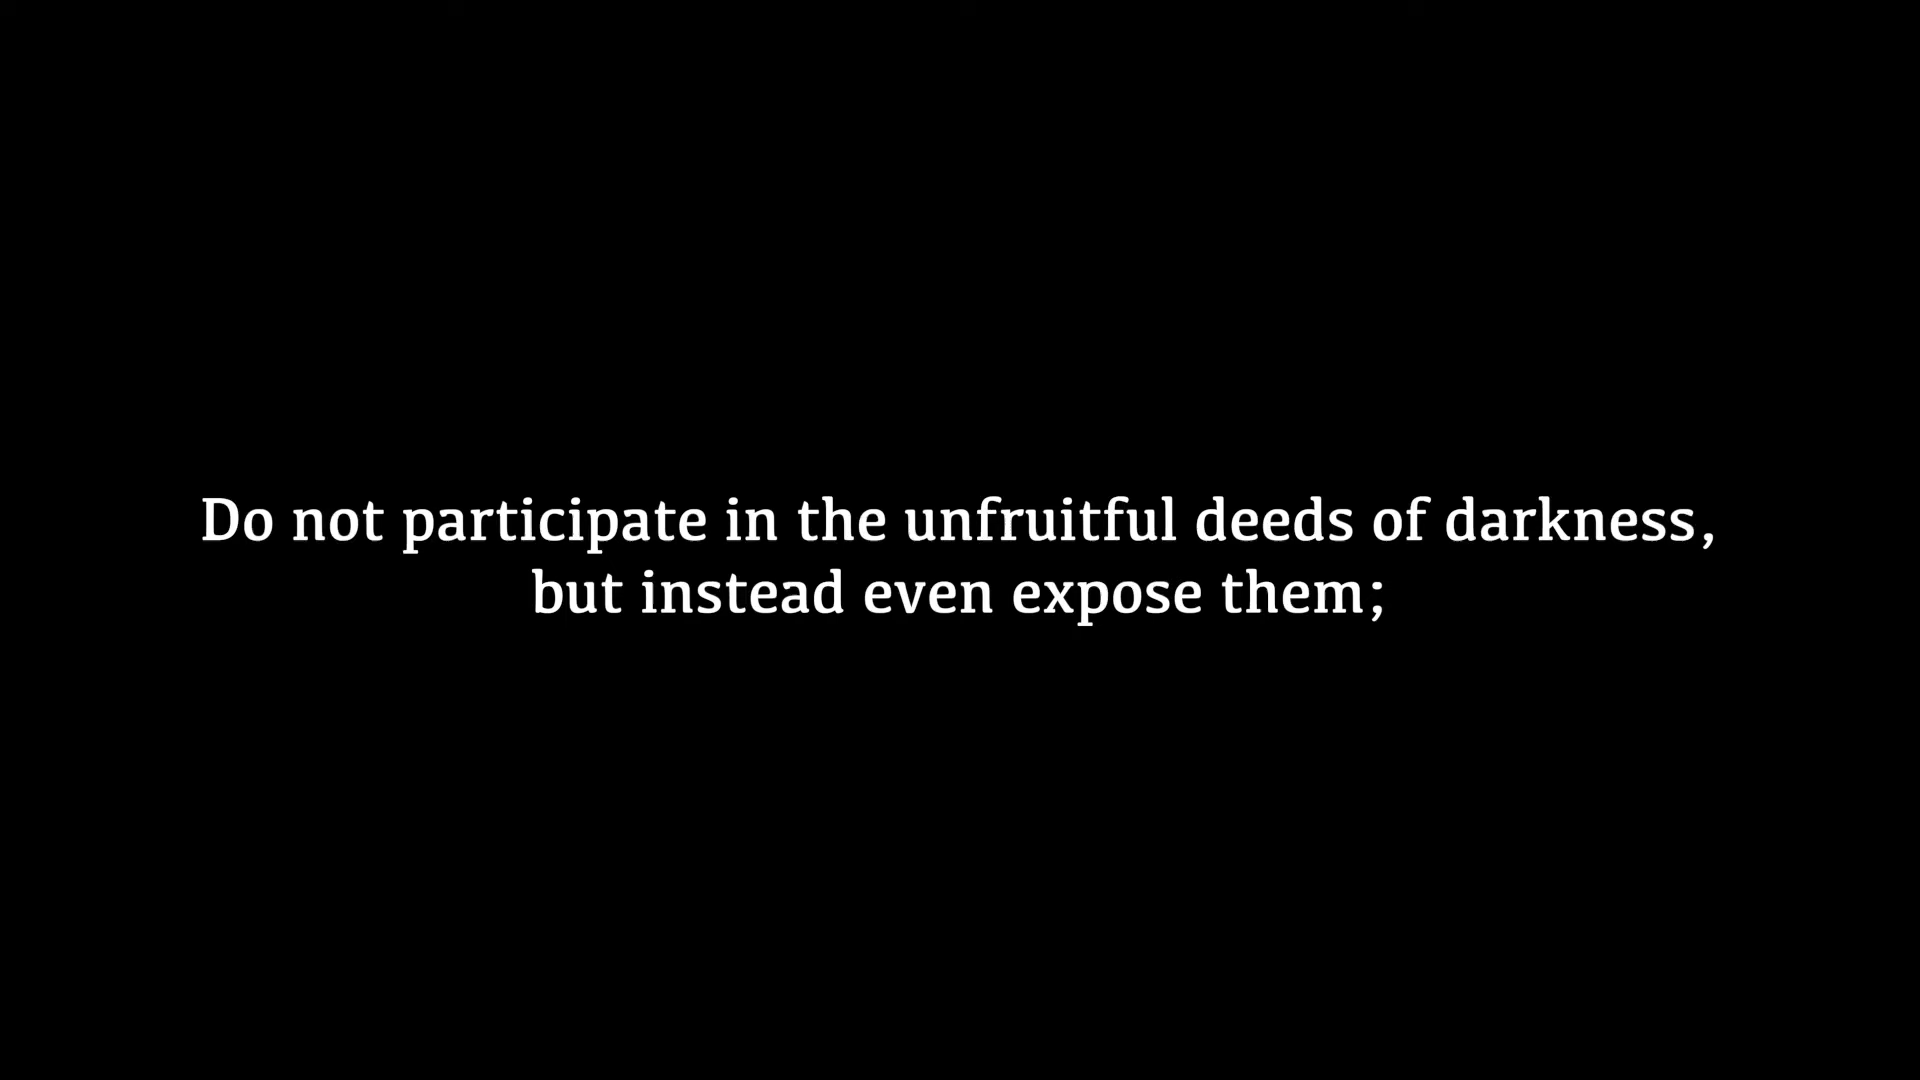 Do not participate in the unfruitful deeds of darkness,
but instead even expose them;